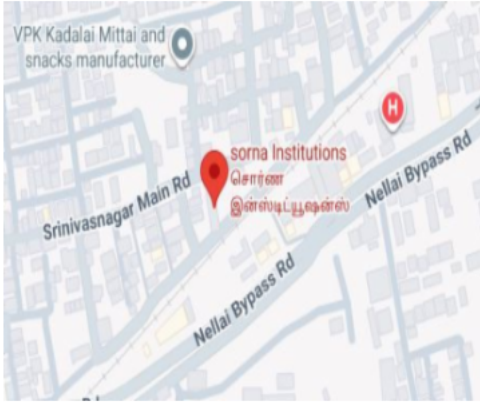 VPK Kadalai Mittai and
snacks manufacturer
H
sorna Institutions
சொர்ண
இன்ஸ்டிட்யூஷன்ஸ்
Srinivasnagar Main Rd
Nellai Bypass Rd
Nellai Bypass Rd